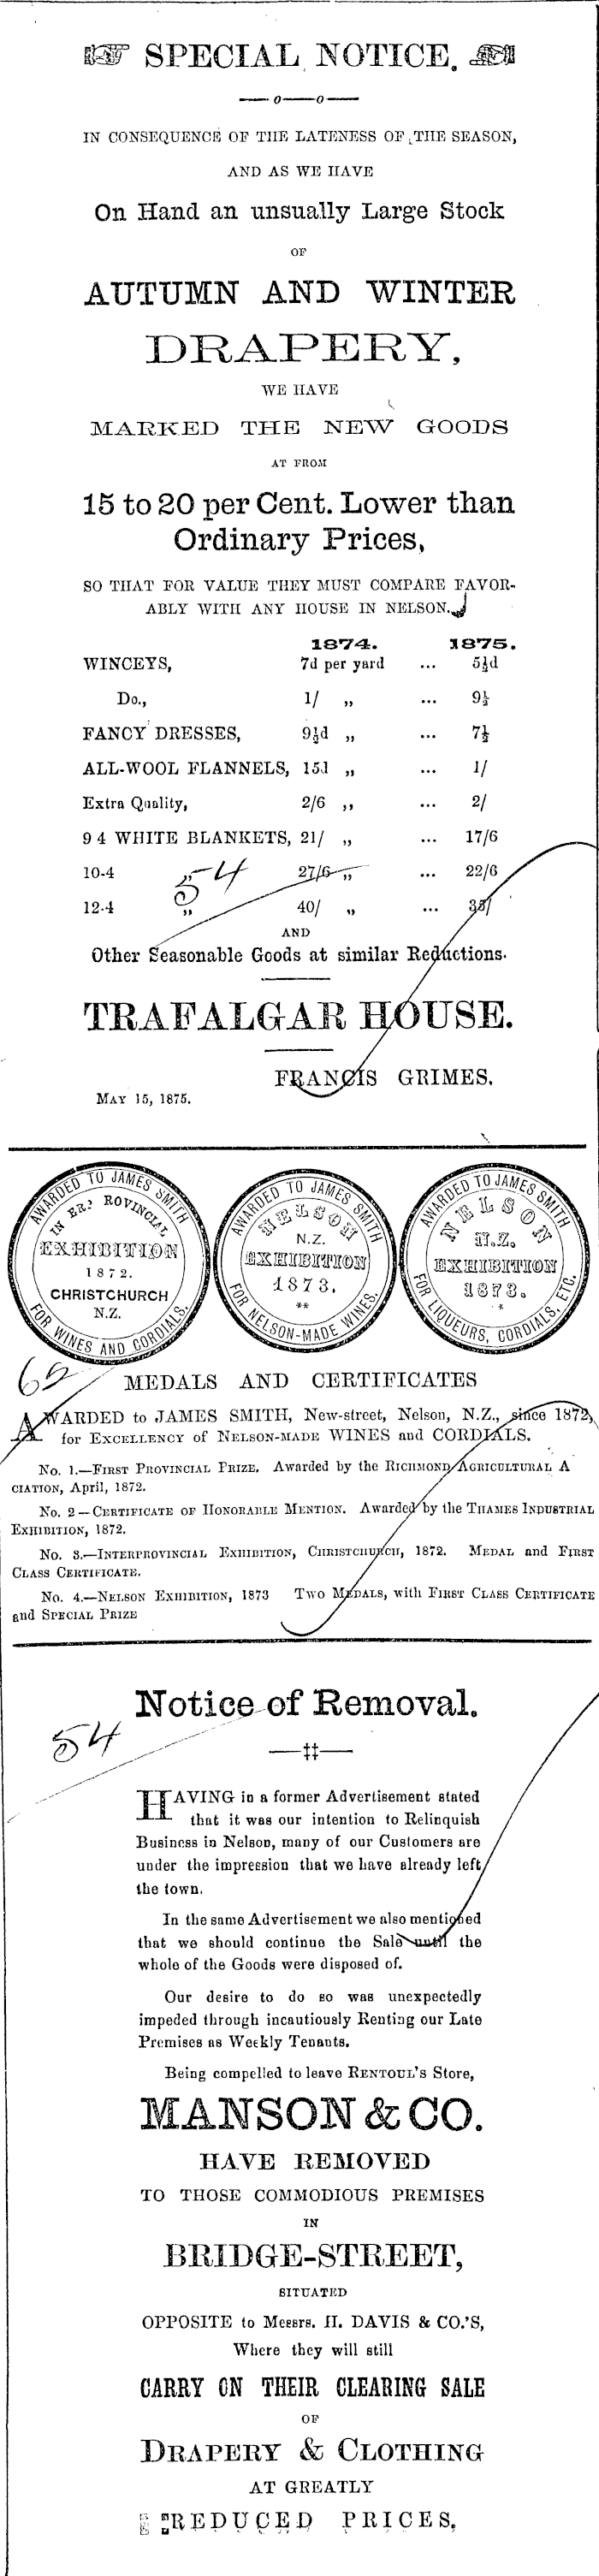 SPECIAL NOTICE.
IN CONSEQUENCE OF THE LATENESS OF THE SEASON,
AND AS WE HAVE
On Hand an unsually Large Stock
OF
AUTUMN AND WINTER
DRAPERY,
WE HAVE
MARKED THE NEW GOODS
AT FROM
15 to 20 per Cent. Lower than
Ordinary Prices,
SO THAT FOR VALUE THEY MUST COMPARE FAVOR-
ABLY WITH ANY HOUSE IN NELSON.
1874. 1875.
WINCEYS, 7d per yard ... 5½d
Do., 1/ „ ... 9½
FANCY DRESSES, 9½d „ ... 7½
ALL-WOOL FLANNELS, 15d „ ... 1/
Extra Quality, 2/6 „ ... 2/
9 4 WHITE BLANKETS, 21/ „ ... 17/6
10-4 „ 27/6 „ ... 22/6
54
12-4 „ 40/ „ ... 35/
AND
Other Seasonable Goods at similar Reductions.
TRAFALGAR HOUSE.
FRANCIS GRIMES.
MAY 15, 1875.
AWARDED TO JAMES SMITH
IN ER? ROVINCIAL
EXHIBITION
1872.
CHRISTCHURCH
N.Z.
FOR WINES AND CORDIALS.
AWARDED TO JAMES SMITH
NELSON
N.Z.
EXHIBITION
1873.
**
FOR NELSON-MADE WINES.
AWARDED TO JAMES SMITH
NELSON
N.Z.
EXHIBITION
1873.
*
FOR LIQUEURS, CORDIALS, ETC.
65
MEDALS AND CERTIFICATES
AWARDED to JAMES SMITH, New-street, Nelson, N.Z., since 1872,
for EXCELLENCY of NELSON-MADE WINES and CORDIALS.
No. 1.—FIRST PROVINCIAL PRIZE. Awarded by the RICHMOND AGRICULTURAL A
CIATION, April, 1872.
No. 2 — CERTIFICATE OF HONORABLE MENTION. Awarded by the THAMES INDUSTRIAL
EXHIBITION, 1872.
No. 3.—INTERPROVINCIAL EXHIBITION, CHRISTCHURCH, 1872. MEDAL and FIRST
CLASS CERTIFICATE.
No. 4.—NELSON EXHIBITION, 1873 TWO MEDALS, with FIRST CLASS CERTIFICATE
and SPECIAL PRIZE
Notice of Removal.
54
HAVING in a former Advertisement stated
that it was our intention to Relinquish
Business in Nelson, many of our Customers are
under the impression that we have already left
the town.
In the same Advertisement we also mentioned
that we should continue the Sale until the
whole of the Goods were disposed of.
Our desire to do so was unexpectedly
impeded through incautiously Renting our Late
Premises as Weekly Tenants.
Being compelled to leave RENTOUL'S Store,
MANSON & CO.
HAVE REMOVED
TO THOSE COMMODIOUS PREMISES
IN
BRIDGE-STREET,
SITUATED
OPPOSITE to Messrs. H. DAVIS & CO.'S,
Where they will still
CARRY ON THEIR CLEARING SALE
OF
DRAPERY & CLOTHING
AT GREATLY
REDUCED PRICES.